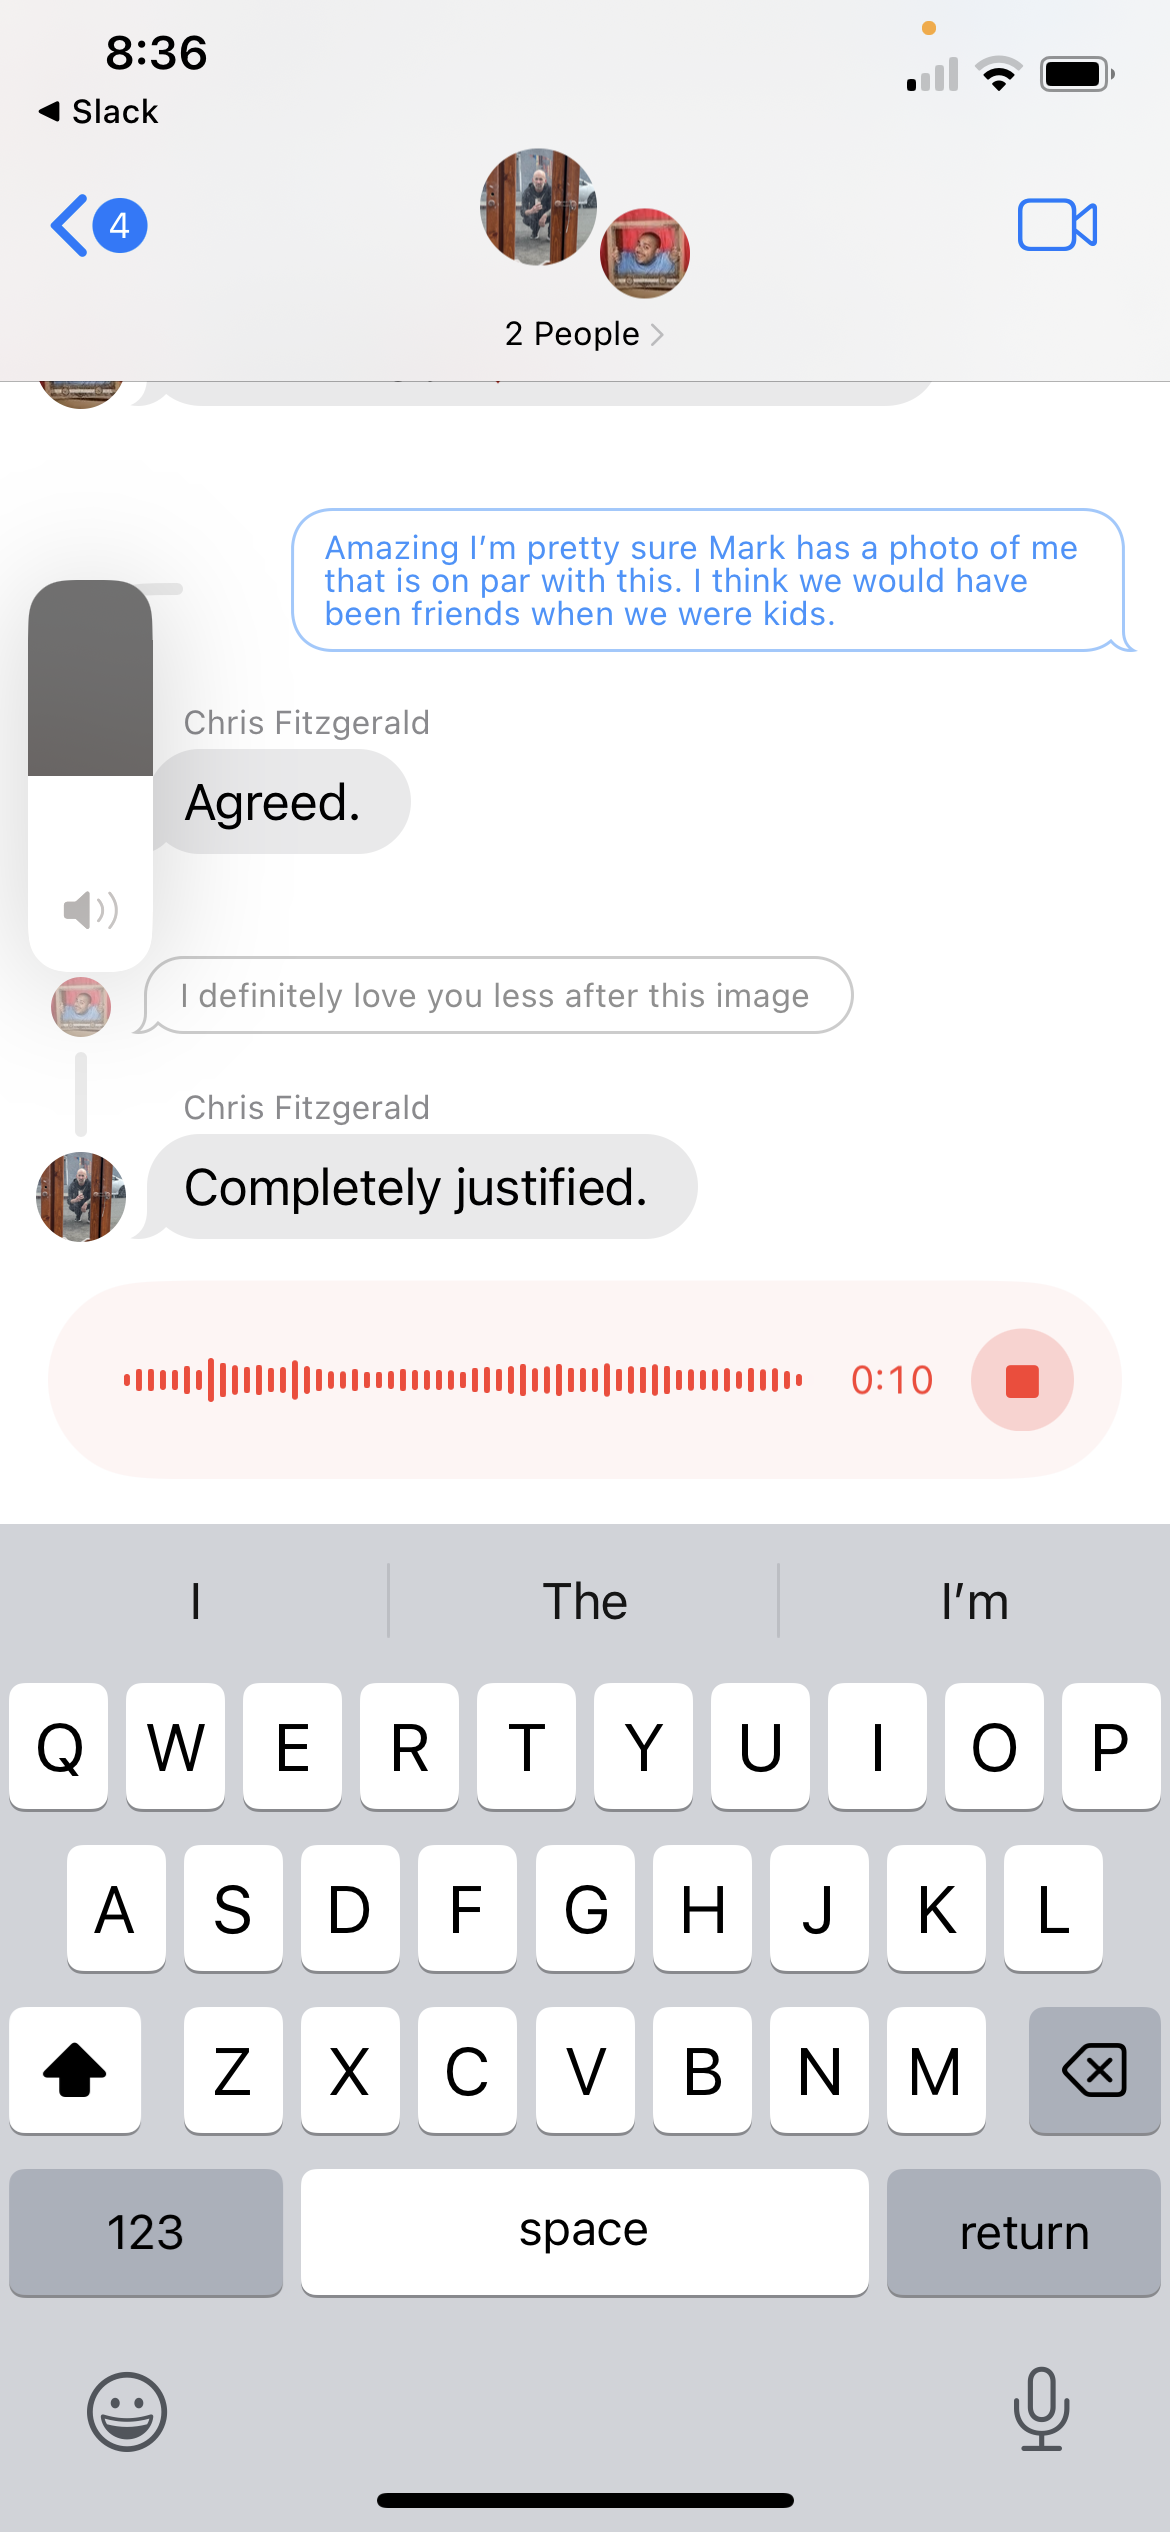 8:36
◀ Slack
4
2 People
Amazing I’m pretty sure Mark has a photo of me
that is on par with this. I think we would have
been friends when we were kids.
Chris Fitzgerald
Agreed.
I definitely love you less after this image
Chris Fitzgerald
Completely justified.
0:10
I The I’m
Q W E R T Y U I O P
A S D F G H J K L
Z X C V B N M
123 space return